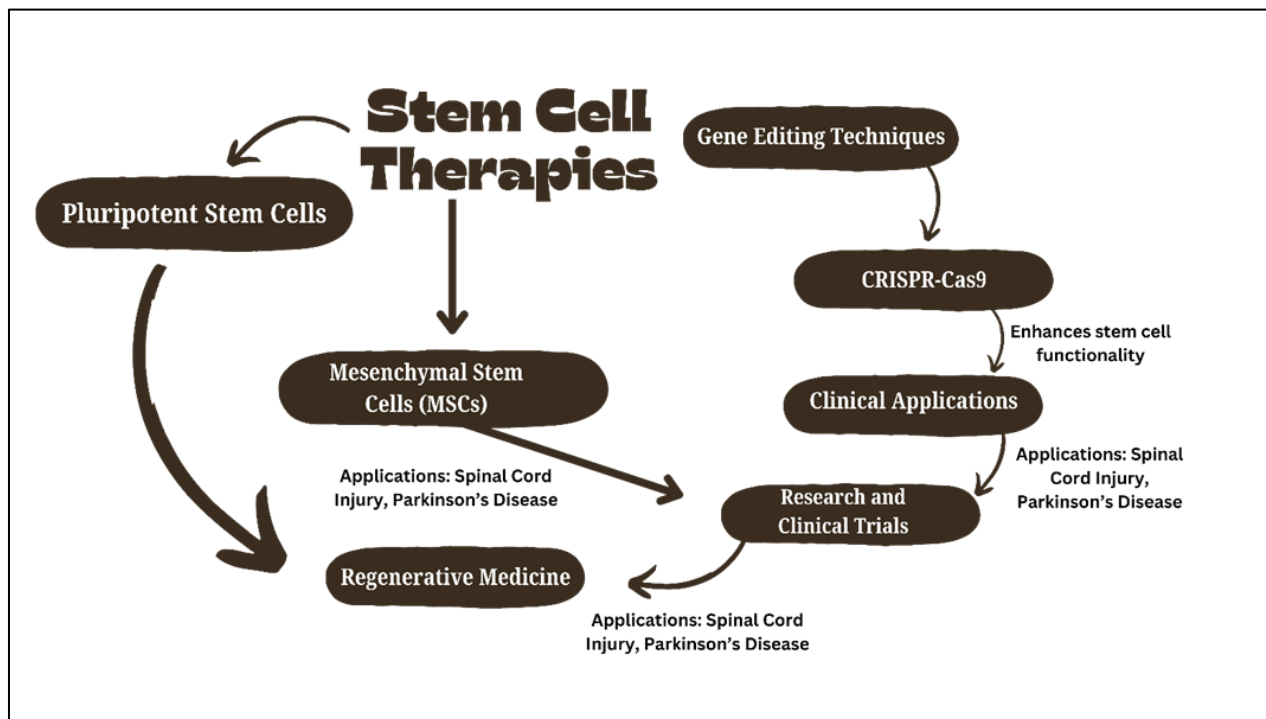 Stem Cell
Therapies
Gene Editing Techniques
Pluripotent Stem Cells
CRISPR-Cas9
Enhances stem cell
functionality
Mesenchymal Stem
Cells (MSCs)
Clinical Applications
Applications: Spinal Cord
Injury, Parkinson’s Disease
Applications: Spinal
Cord Injury,
Parkinson’s Disease
Research and
Clinical Trials
Regenerative Medicine
Applications: Spinal Cord
Injury, Parkinson’s Disease